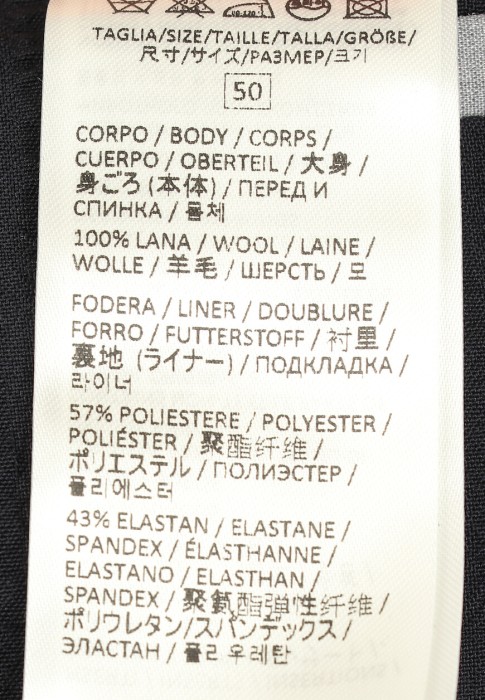 TAGLIA/SIZE/TAILLE/TALLA/GRÖßE/
尺寸/サイズ/РАЗМЕР/크기
50
CORPO / BODY / CORPS /
CUERPO / OBERTEIL / 大身 /
身ごろ (本体) / ПЕРЕД И
СПИНКА / 몸체
100% LANA / WOOL / LAINE /
WOLLE / 羊毛 / ШЕРСТЬ / 모
FODERA / LINER / DOUBLURE /
FORRO / FUTTERSTOFF / 衬里 /
裏地 (ライナー) / ПОДКЛАДКА /
라이너
57% POLIESTERE / POLYESTER /
POLIÉSTER / 聚酯纤维 /
ポリエステル / ПОЛИЭСТЕР /
폴리에스터
43% ELASTAN / ELASTANE /
SPANDEX / ÉLASTHANNE /
ELASTANO / ELASTHAN /
SPANDEX / 聚氨酯弹性纤维 /
ポリウレタン/スパンデックス /
ЭЛАСТАН / 폴리 우레탄